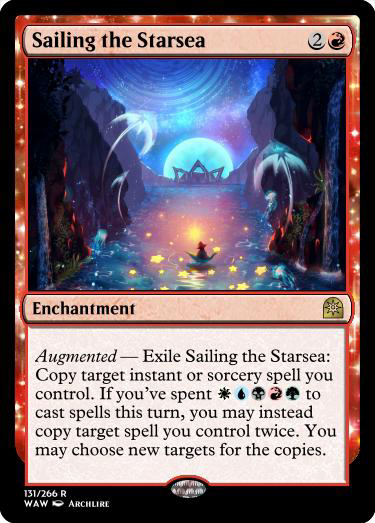 Sailing the Starsea 2
Enchantment
Augmented — Exile Sailing the Starsea:
Copy target instant or sorcery spell you
control. If you've spent to
cast spells this turn, you may instead
copy target spell you control twice. You
may choose new targets for the copies.
131/266 R
WAW ARCHLIRE